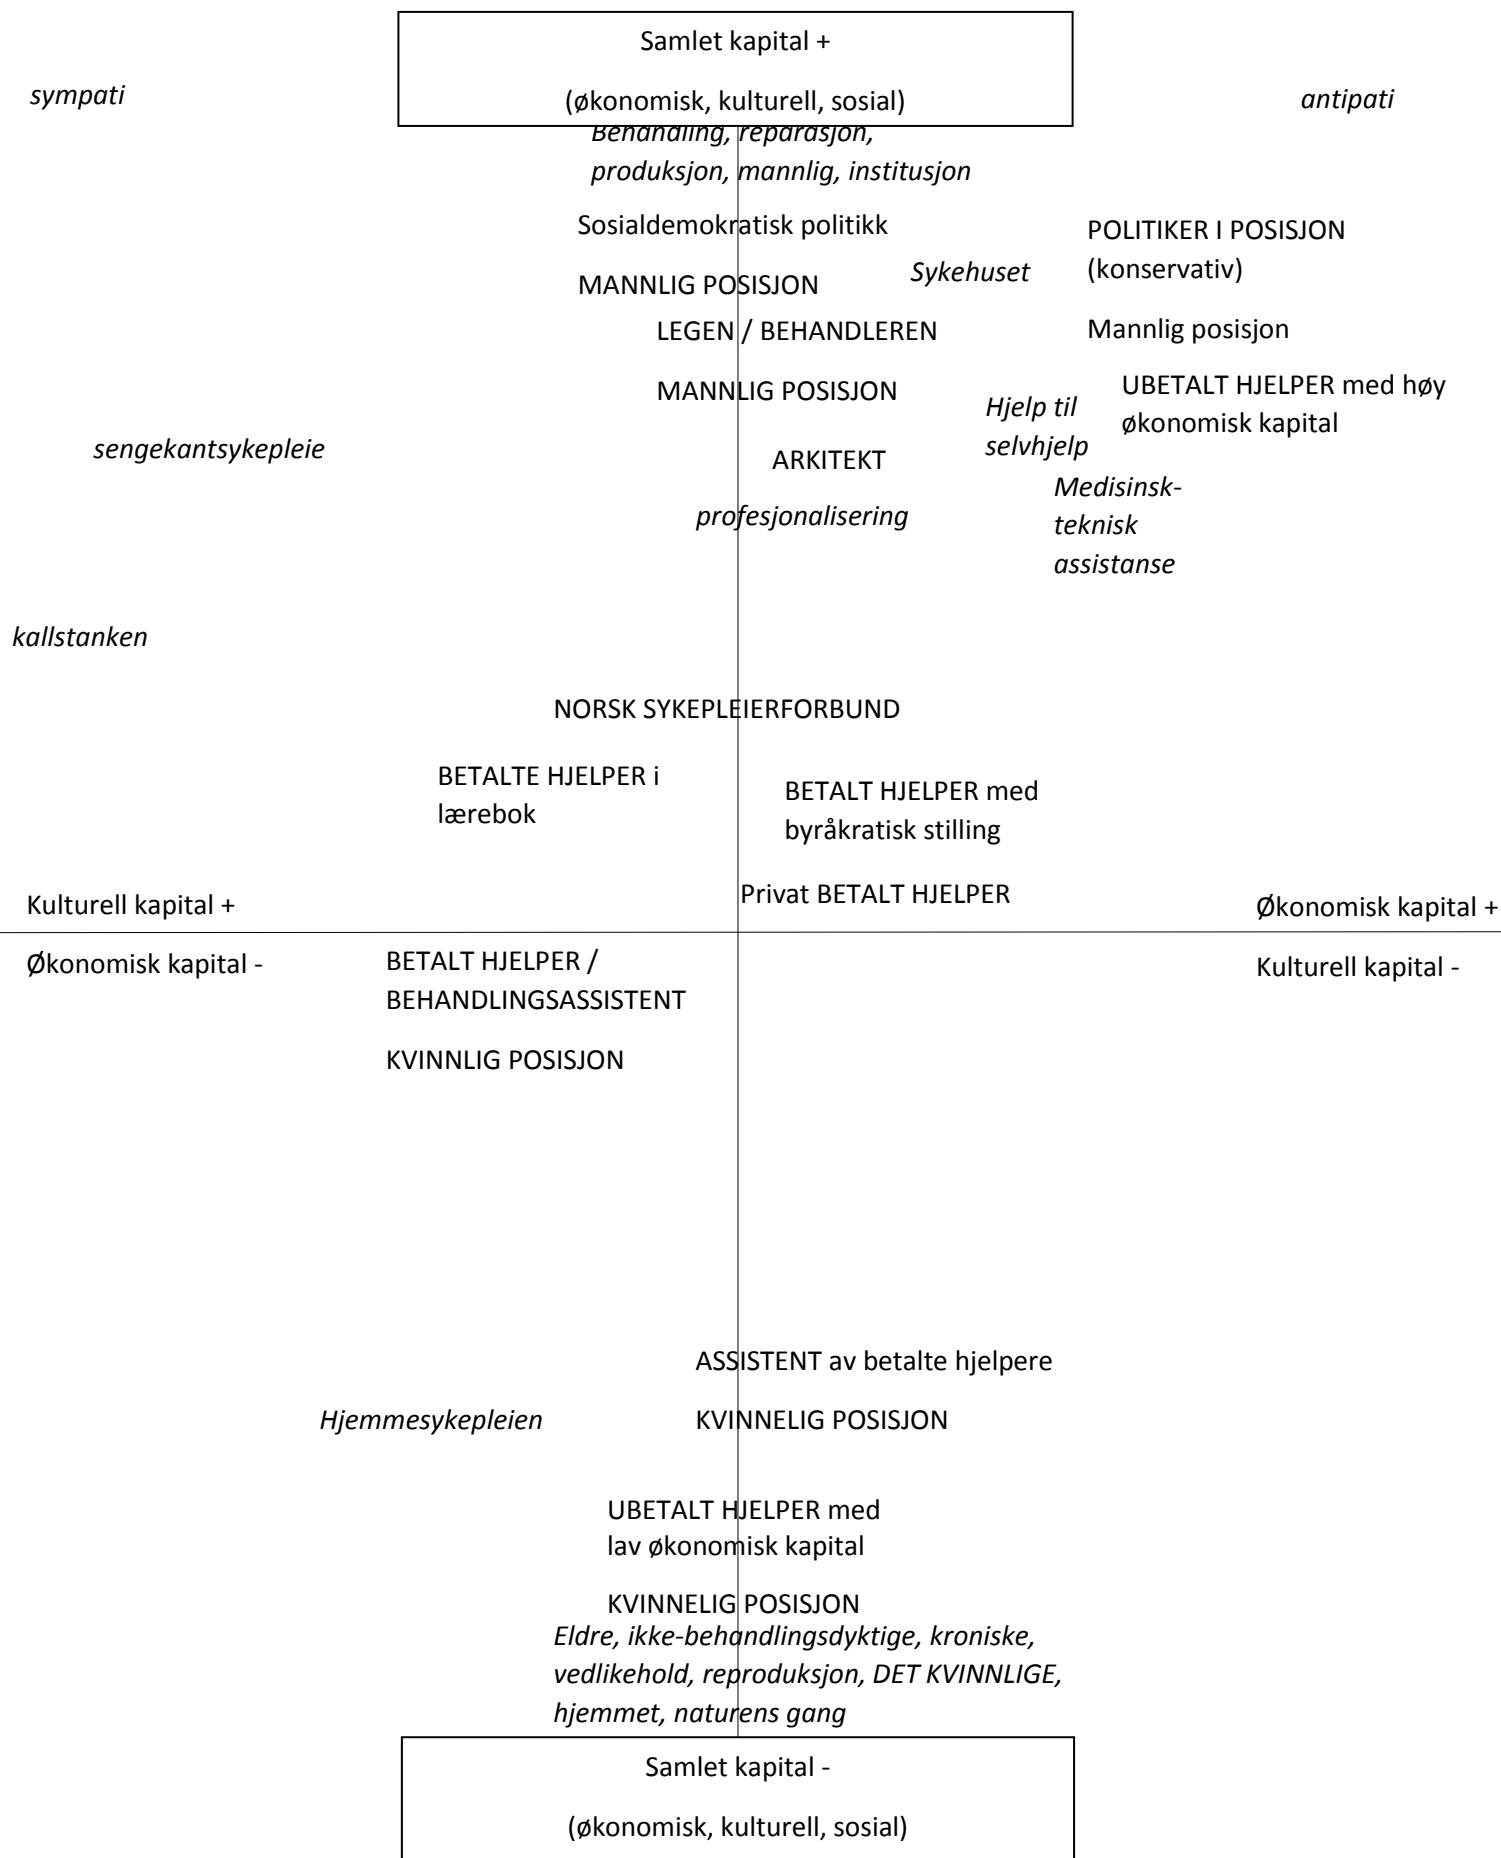 Samlet kapital +
(økonomisk, kulturell, sosial)
sympati
antipati
Behandling, reparasjon,
produksjon, mannlig, institusjon
Sosialdemokratisk politikk
MANNLIG POSISJON
Sykehuset
POLITIKER I POSISJON
(konservativ)
Mannlig posisjon
LEGEN / BEHANDLEREN
MANNLIG POSISJON
UBETALT HJELPER med høy
økonomisk kapital
Hjelp til
selvhjelp
sengekantsykepleie
ARKITEKT
Medisinsk-
teknisk
assistanse
profesjonalisering
kallstanken
NORSK SYKEPLEIERFORBUND
BETALTE HJELPER i
lærebok
BETALT HJELPER med
byråkratisk stilling
Privat BETALT HJELPER
Kulturell kapital +
Økonomisk kapital +
Økonomisk kapital -
Kulturell kapital -
BETALT HJELPER /
BEHANDLINGSASSISTENT
KVINNLIG POSISJON
ASSISTENT av betalte hjelpere
KVINNELIG POSISJON
Hjemmesykepleien
UBETALT HJELPER med
lav økonomisk kapital
KVINNELIG POSISJON
Eldre, ikke-behandlingsdyktige, kroniske,
vedlikehold, reproduksjon, DET KVINNLIGE,
hjemmet, naturens gang
Samlet kapital -
(økonomisk, kulturell, sosial)